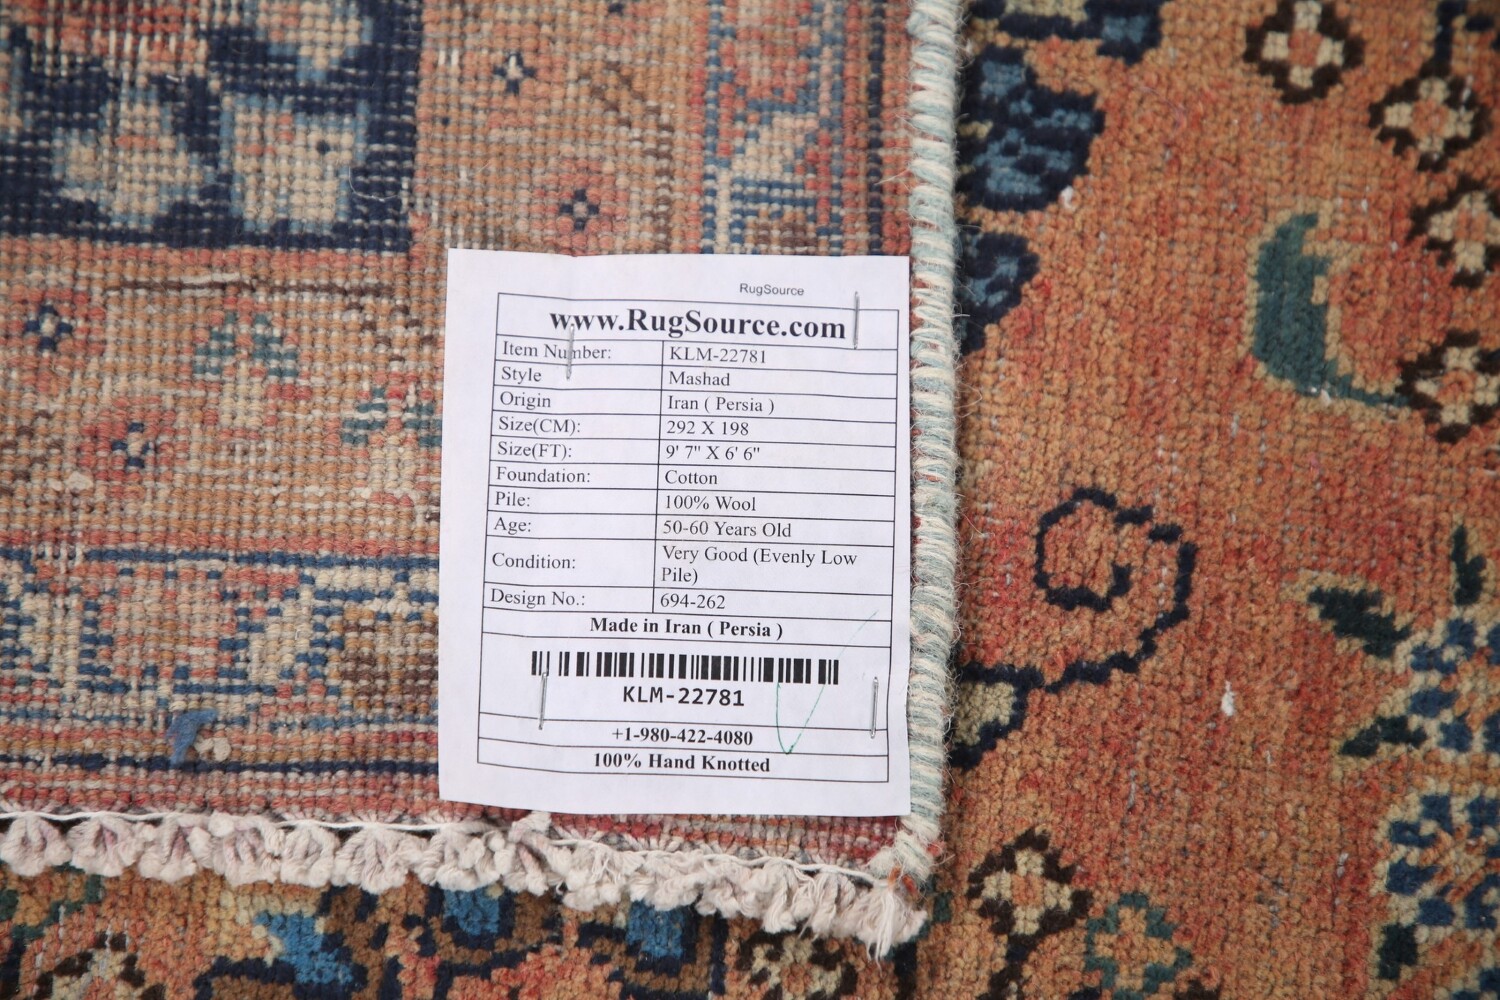 RugSource
www.RugSource.com
Item Number: KLM-22781
Style Mashad
Origin Iran ( Persia )
Size(CM): 292 X 198
Size(FT): 9' 7" X 6' 6"
Foundation: Cotton
Pile: 100% Wool
Age: 50-60 Years Old
Condition: Very Good (Evenly Low
Pile)
Design No.: 694-262
Made in Iran ( Persia )
KLM-22781
+1-980-422-4080
100% Hand Knotted